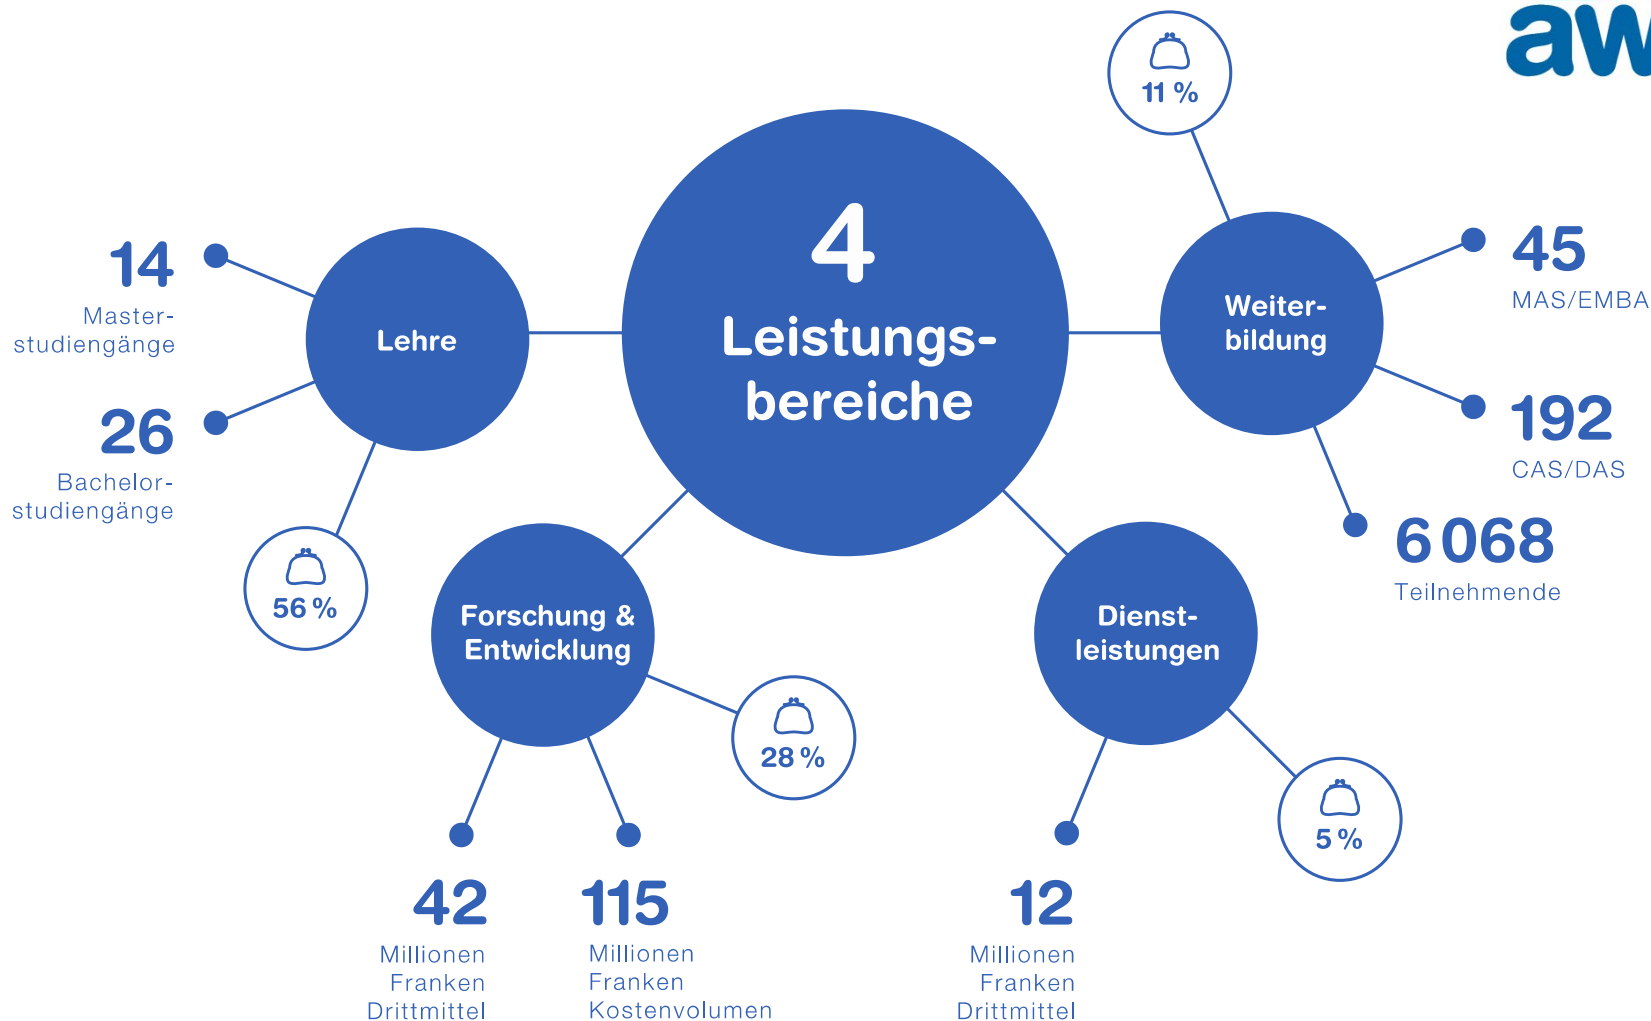 aw
11 %
4
Leistungs-
bereiche
14
Master-
studiengänge
Lehre
26
Bachelor-
studiengänge
56 %
Weiter-
bildung
45
MAS/EMBA
192
CAS/DAS
6 068
Teilnehmende
Forschung &
Entwicklung
28 %
42
Millionen
Franken
Drittmittel
115
Millionen
Franken
Kostenvolumen
Dienst-
leistungen
5 %
12
Millionen
Franken
Drittmittel